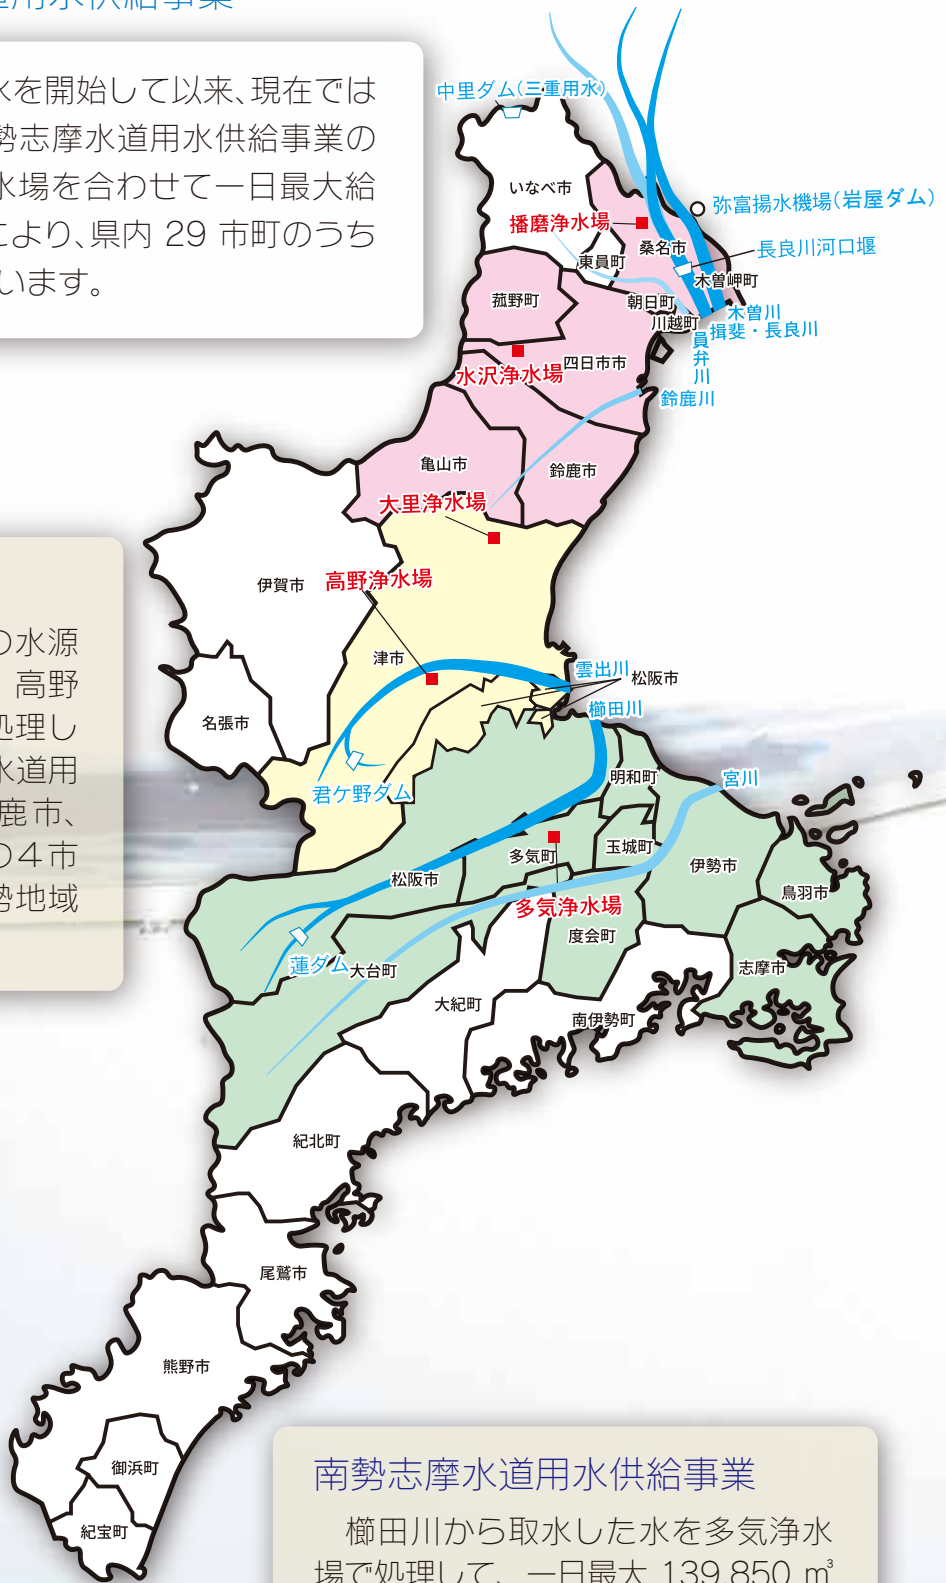 用水供給事業
水を開始して以来、現在では
勢志摩水道用水供給事業の
水場を合わせて一日最大給
により、県内 29 市町のうち
います。
中里ダム(三重用水)
いなべ市
弥富揚水機場(岩屋ダム)
播磨浄水場
桑名市
長良川河口堰
東員町
木曽岬町
菰野町
朝日町
川越町
木曽川
揖斐・長良川
員弁川
四日市市
水沢浄水場
鈴鹿川
亀山市
鈴鹿市
大里浄水場
伊賀市
高野浄水場
の水源
高野
処理し
水道用
鹿市、
の4市
勢地域
津市
雲出川
松阪市
櫛田川
名張市
明和町
宮川
君ケ野ダム
多気町
玉城町
伊勢市
松阪市
鳥羽市
多気浄水場
度会町
蓮ダム
大台町
志摩市
大紀町
南伊勢町
紀北町
尾鷲市
熊野市
御浜町
紀宝町
南勢志摩水道用水供給事業
櫛田川から取水した水を多気浄水
場で処理して、一日最大 139,850 ㎥